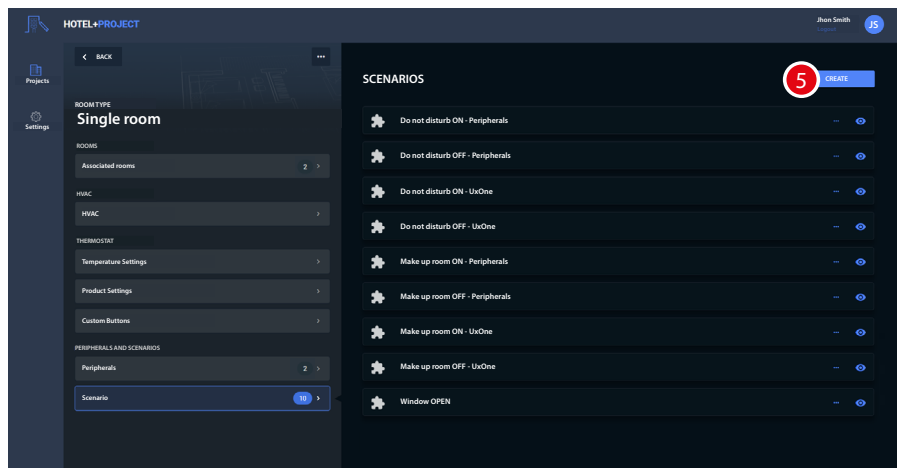 HOTEL+PROJECT
Jhon Smith
Logout
JS
Projects
Settings
BACK
ROOM TYPE
Single room
ROOMS
Associated rooms 2
HVAC
HVAC
THERMOSTAT
Temperature Settings
Product Settings
Custom Buttons
PERIPHERALS AND SCENARIOS
Peripherals 2
Scenario 10
SCENARIOS
5 CREATE
Do not disturb ON - Peripherals
Do not disturb OFF - Peripherals
Do not disturb ON - UxOne
Do not disturb OFF - UxOne
Make up room ON - Peripherals
Make up room OFF - Peripherals
Make up room ON - UxOne
Make up room OFF - UxOne
Window OPEN